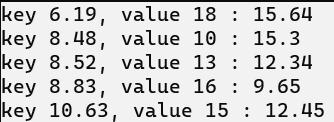 key 6.19, value 18 : 15.64
key 8.48, value 10 : 15.3
key 8.52, value 13 : 12.34
key 8.83, value 16 : 9.65
key 10.63, value 15 : 12.45